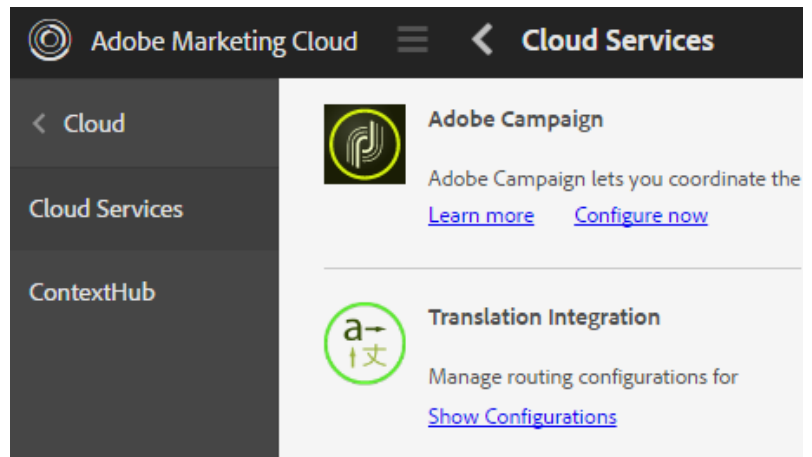 Adobe Marketing Cloud Cloud Services
Cloud
Cloud Services
ContextHub
Adobe Campaign
Adobe Campaign lets you coordinate the
Learn more Configure now
a
丈
Translation Integration
Manage routing configurations for
Show Configurations